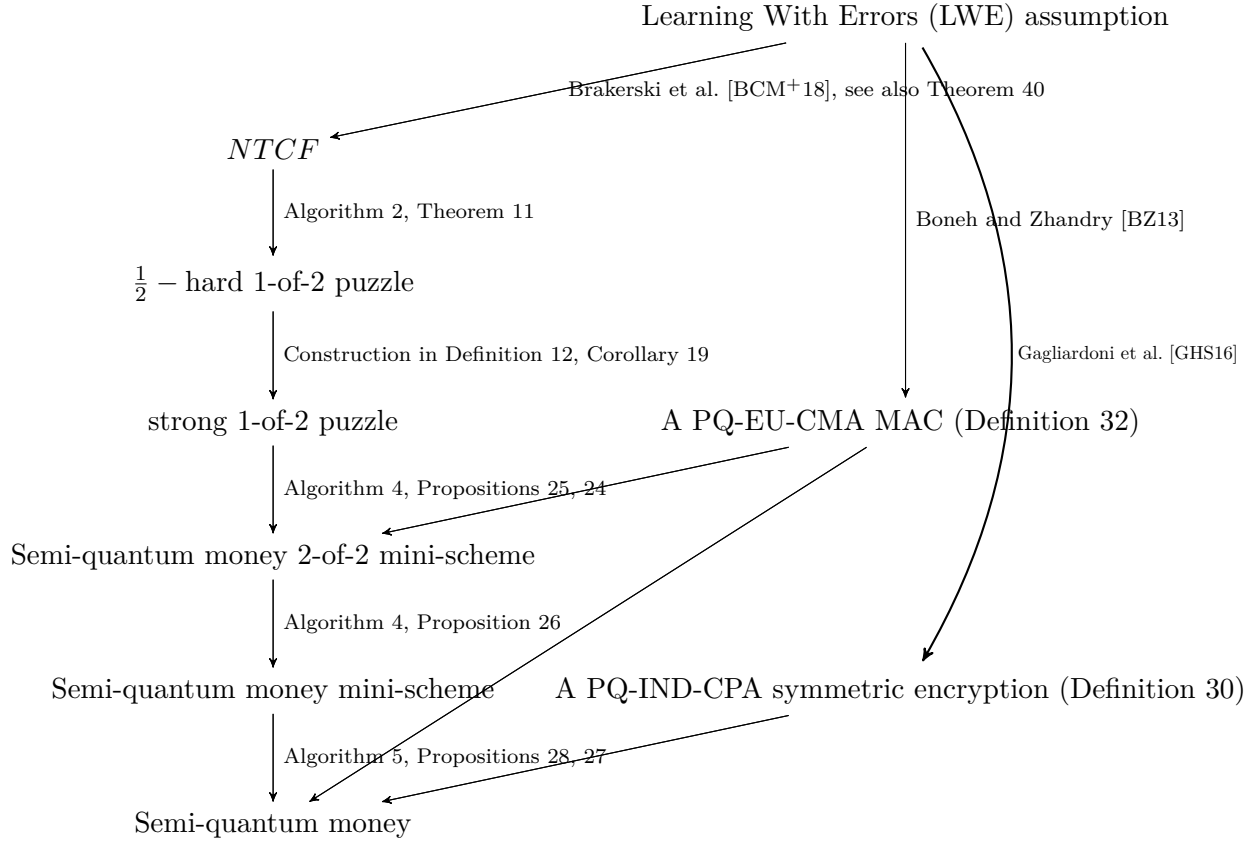 Learning With Errors (LWE) assumption
Brakerski et al. [BCM+18], see also Theorem 40
NTCF
Algorithm 2, Theorem 11
Boneh and Zhandry [BZ13]
1/2 − hard 1-of-2 puzzle
Construction in Definition 12, Corollary 19
Gagliardoni et al. [GHS16]
strong 1-of-2 puzzle
A PQ-EU-CMA MAC (Definition 32)
Algorithm 4, Propositions 25, 24
Semi-quantum money 2-of-2 mini-scheme
Algorithm 4, Proposition 26
Semi-quantum money mini-scheme
A PQ-IND-CPA symmetric encryption (Definition 30)
Algorithm 5, Propositions 28, 27
Semi-quantum money